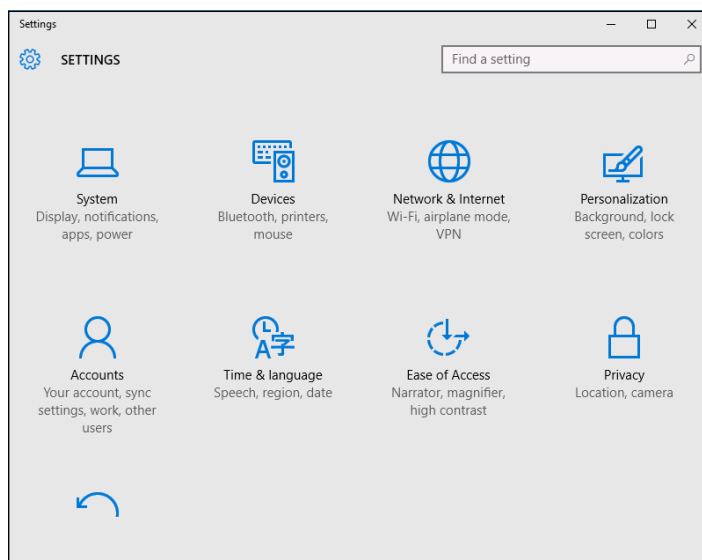 Settings
SETTINGS
Find a setting
System
Display, notifications,
apps, power
Devices
Bluetooth, printers,
mouse
Network & Internet
Wi-Fi, airplane mode,
VPN
Personalization
Background, lock
screen, colors
Accounts
Your account, sync
settings, work, other
users
Time & language
Speech, region, date
Ease of Access
Narrator, magnifier,
high contrast
Privacy
Location, camera